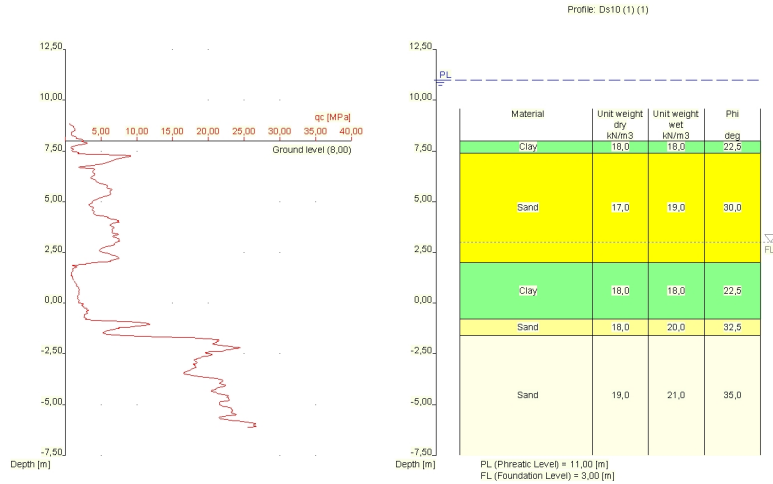 Profile: Ds10 (1) (1)
12,50
10,00
7,50
5,00
2,50
0,00
-2,50
-5,00
-7,50
Depth [m]
qc [MPa]
5,00 10,00 15,00 20,00 25,00 30,00 35,00 40,00
Ground level (8,00)
12,50
10,00
7,50
5,00
2,50
0,00
-2,50
-5,00
-7,50
Depth [m]
PL
Material Unit weight dry kN/m3 Unit weight wet kN/m3 Phi deg
Clay 18,0 18,0 22,5
Sand 17,0 19,0 30,0
FL
Clay 18,0 18,0 22,5
Sand 18,0 20,0 32,5
Sand 19,0 21,0 35,0
PL (Phreatic Level) = 11,00 [m]
FL (Foundation Level) = 3,00 [m]